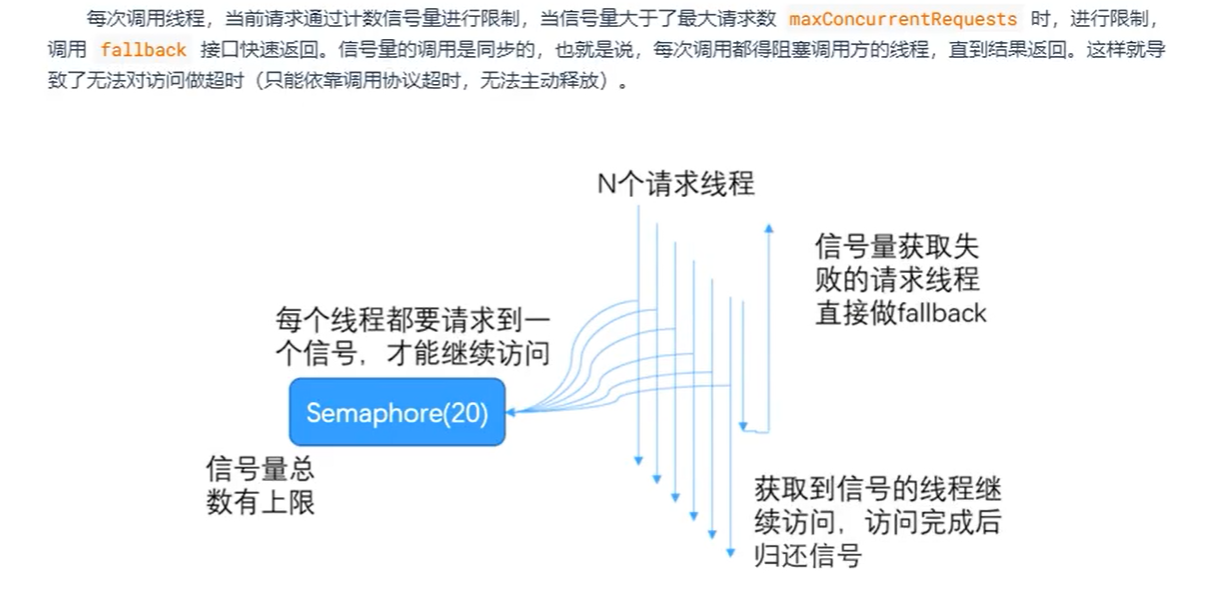 每次调用线程，当前请求通过计数信号量进行限制，当信号量大于了最大请求数 maxConcurrentRequests 时，进行限制，
调用 fallback 接口快速返回。信号量的调用是同步的，也就是说，每次调用都得阻塞调用方的线程，直到结果返回。这样就导
致了无法对访问做超时（只能依靠调用协议超时，无法主动释放）。
N个请求线程
信号量获取失
败的请求线程
直接做fallback
每个线程都要请求到一
个信号，才能继续访问
Semaphore(20)
信号量总
数有上限
获取到信号的线程继
续访问，访问完成后
归还信号